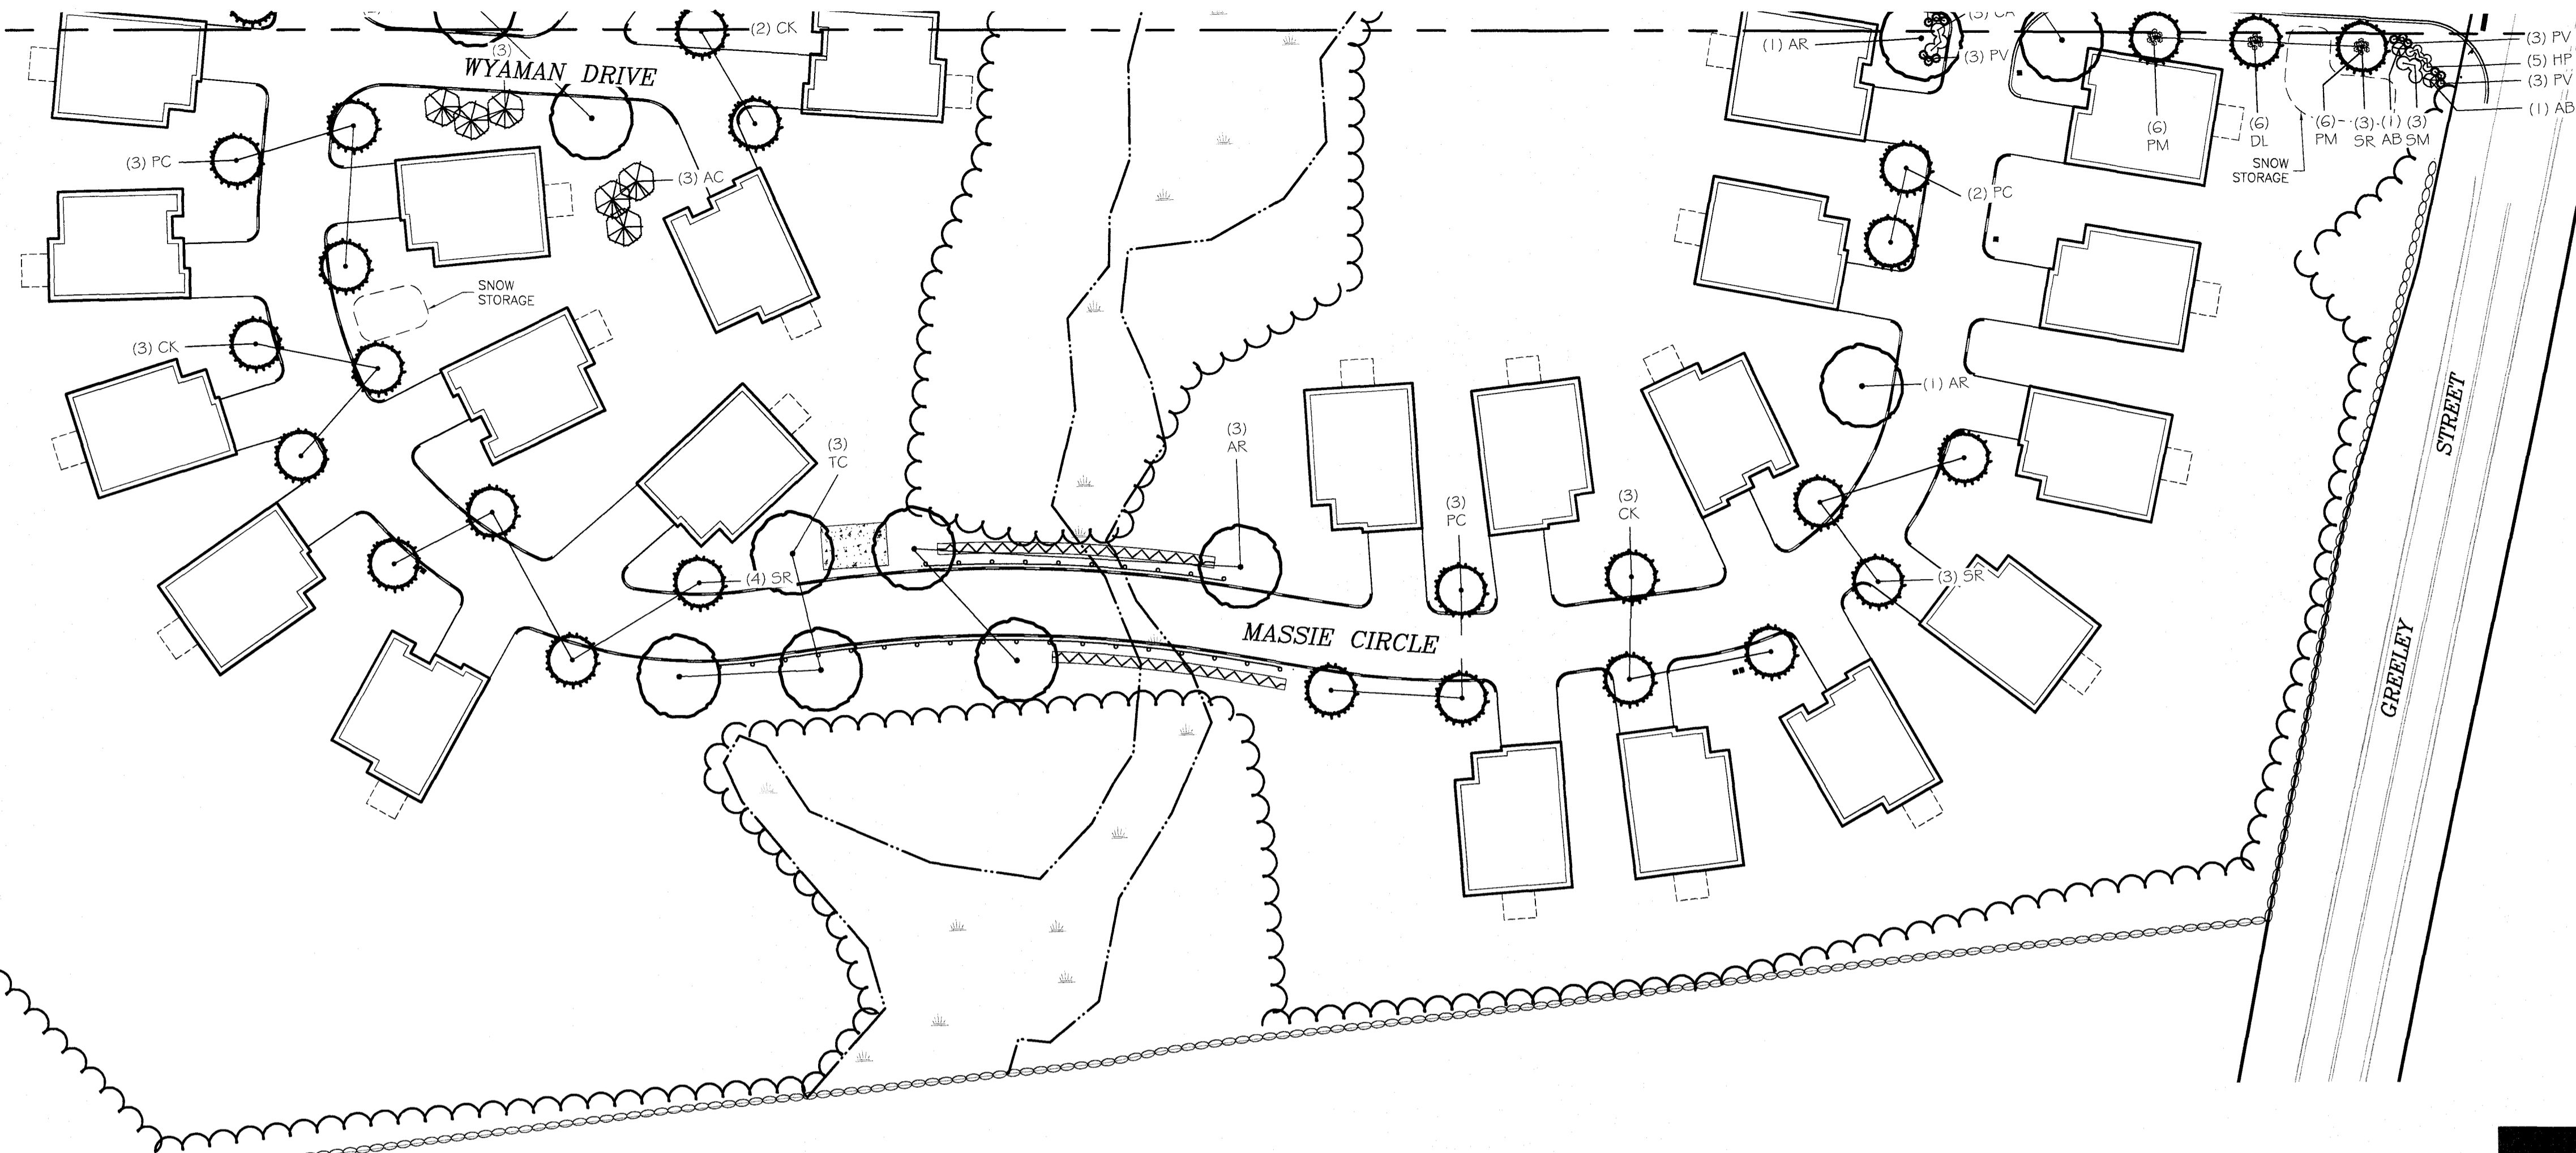 (2) CK
(3)
WYAMAN DRIVE
(3) PC
(3) AC
SNOW
STORAGE
(3) CK
(3)
TC
(4) SR
(3)
AR
MASSIE CIRCLE
(3)
PC
(3)
CK
(3) SR
(1) AR
(2) PC
(1) AR
(3) CA
(3) PV
(6)
PM
(6)
DL
SNOW
STORAGE
(6)
PM
(3)
SR
(1)
AB
(3)
SM
(3) PV
(5) HP
(3) PV
(1) AB
GREELEY STREET